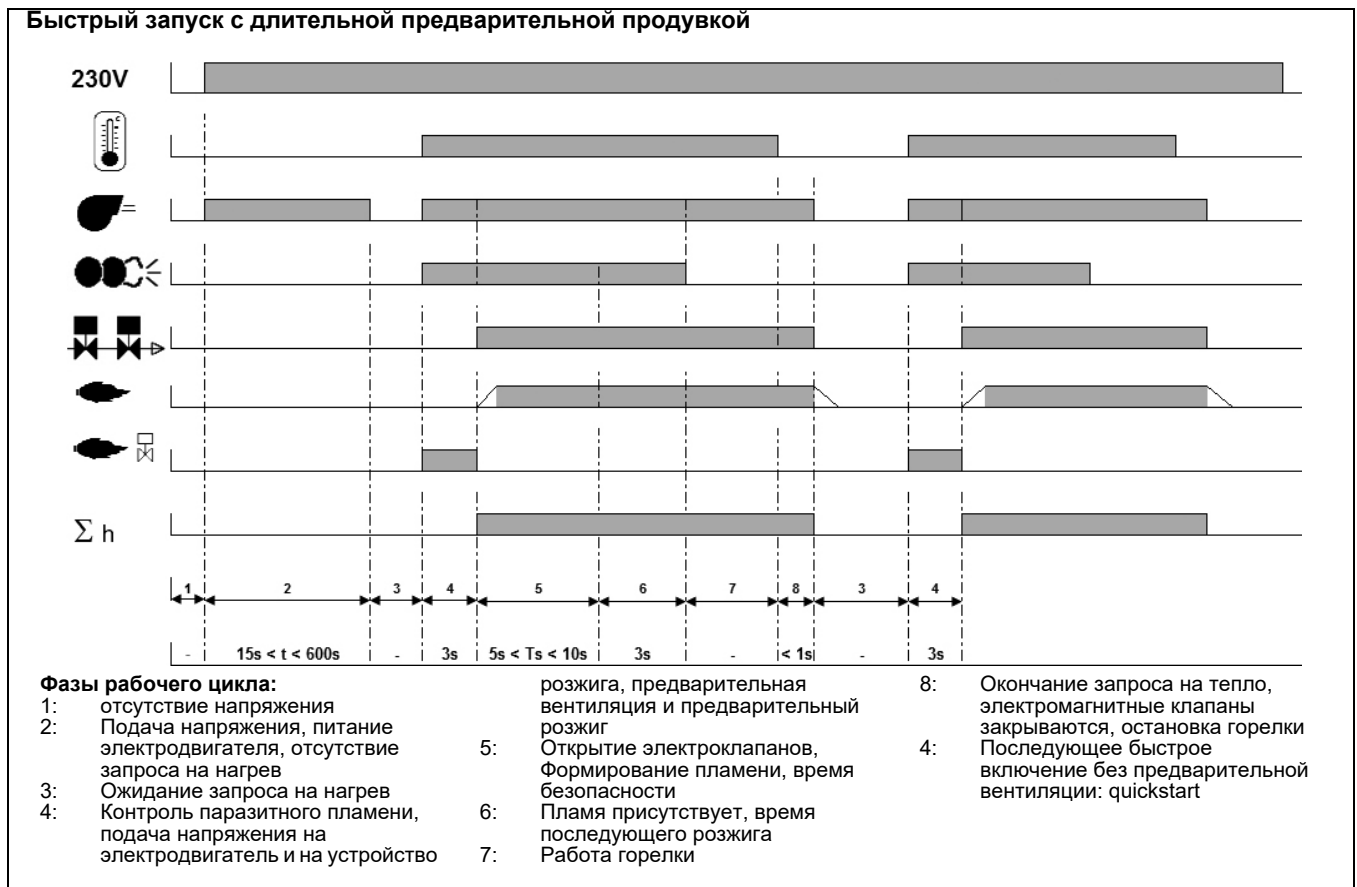 Быстрый запуск с длительной предварительной продувкой
230V
°C
Σ h
1 2 3 4 5 6 7 8 3 4
- 15s < t < 600s - 3s 5s < Ts < 10s 3s - < 1s - 3s
Фазы рабочего цикла:
1: отсутствие напряжения
2: Подача напряжения, питание
электродвигателя, отсутствие
запроса на нагрев
3: Ожидание запроса на нагрев
4: Контроль паразитного пламени,
подача напряжения на
электродвигатель и на устройство
розжига, предварительная
вентиляция и предварительный
розжиг
5: Открытие электроклапанов,
Формирование пламени, время
безопасности
6: Пламя присутствует, время
последующего розжига
7: Работа горелки
8: Окончание запроса на тепло,
электромагнитные клапаны
закрываются, остановка горелки
4: Последующее быстрое
включение без предварительной
вентиляции: quickstart